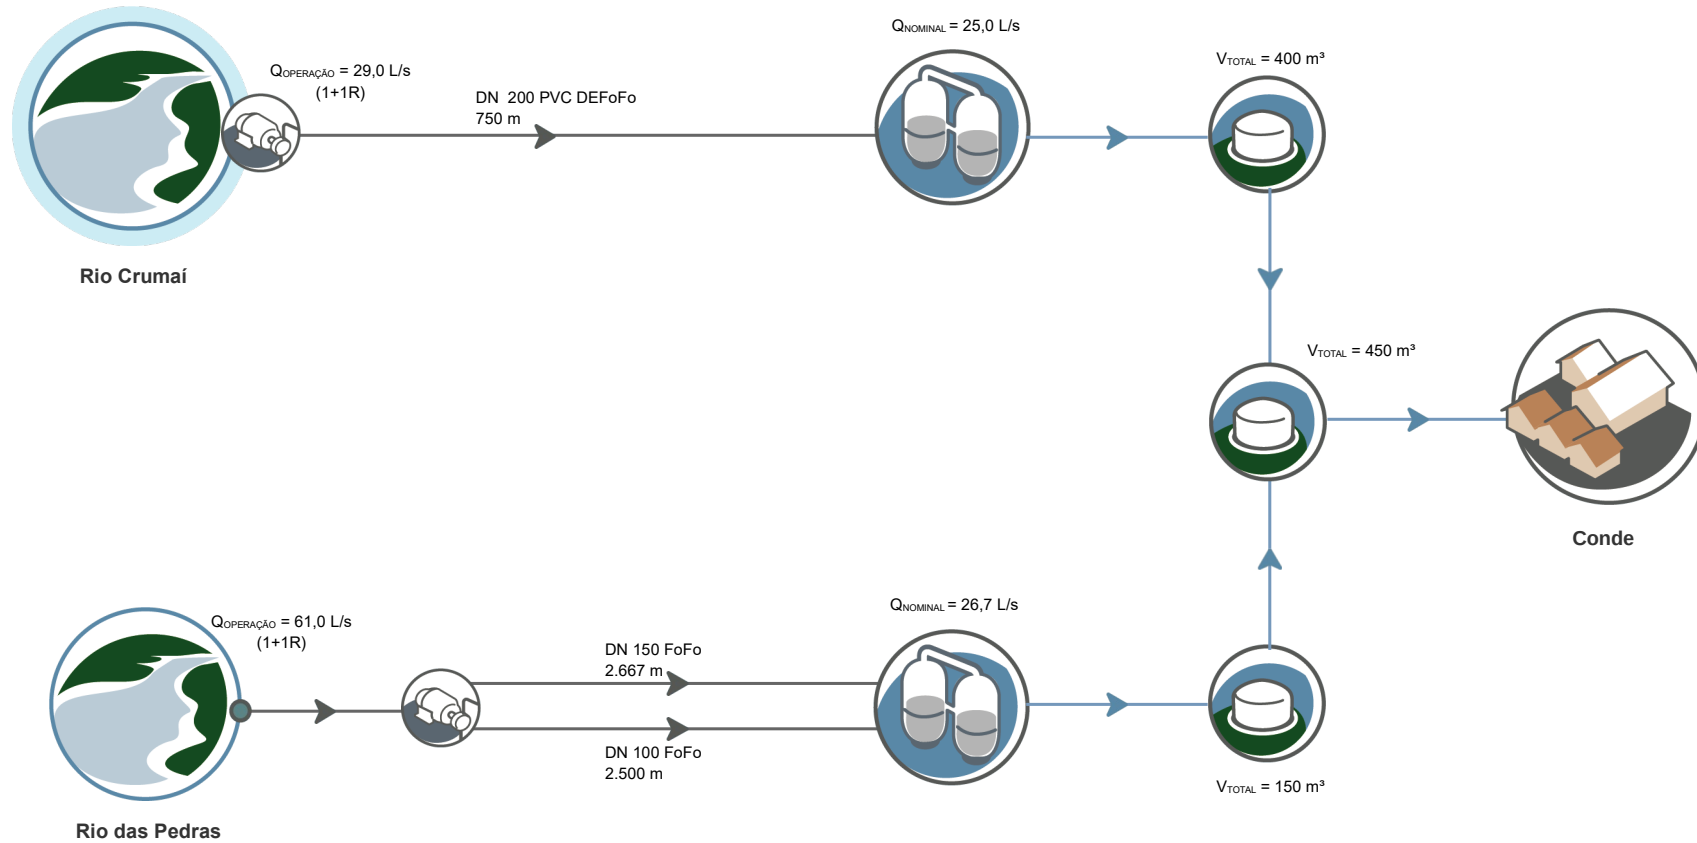 QNOMINAL = 25,0 L/s
QOPERAÇÃO = 29,0 L/s
(1+1R)
DN  200 PVC DEFoFo
750 m
VTOTAL = 400 m³
Rio Crumaí
VTOTAL = 450 m³
Conde
QOPERAÇÃO = 61,0 L/s
(1+1R)
DN 150 FoFo
2.667 m
QNOMINAL = 26,7 L/s
DN 100 FoFo
2.500 m
VTOTAL = 150 m³
Rio das Pedras